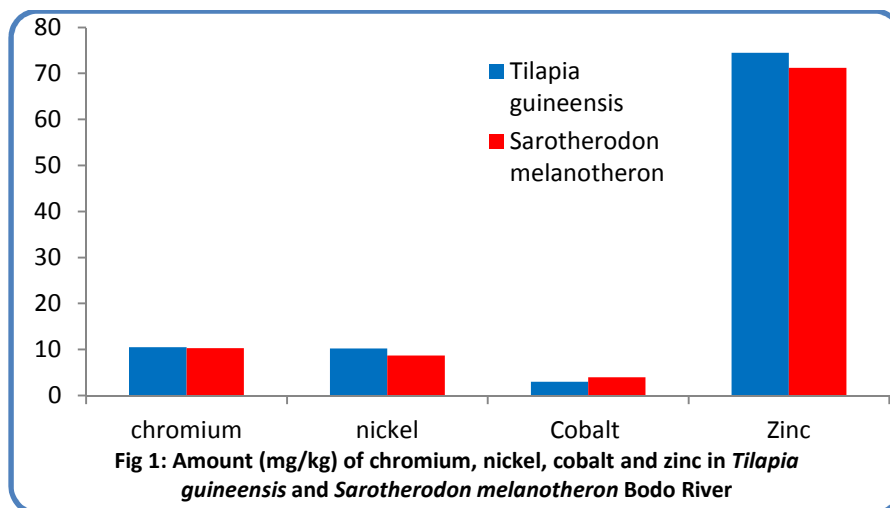 80
70
60
50
40
30
20
10
0
Tilapia
guineensis
Sarotherodon
melanotheron
chromium nickel Cobalt Zinc
Fig 1: Amount (mg/kg) of chromium, nickel, cobalt and zinc in Tilapia
guineensis and Sarotherodon melanotheron Bodo River